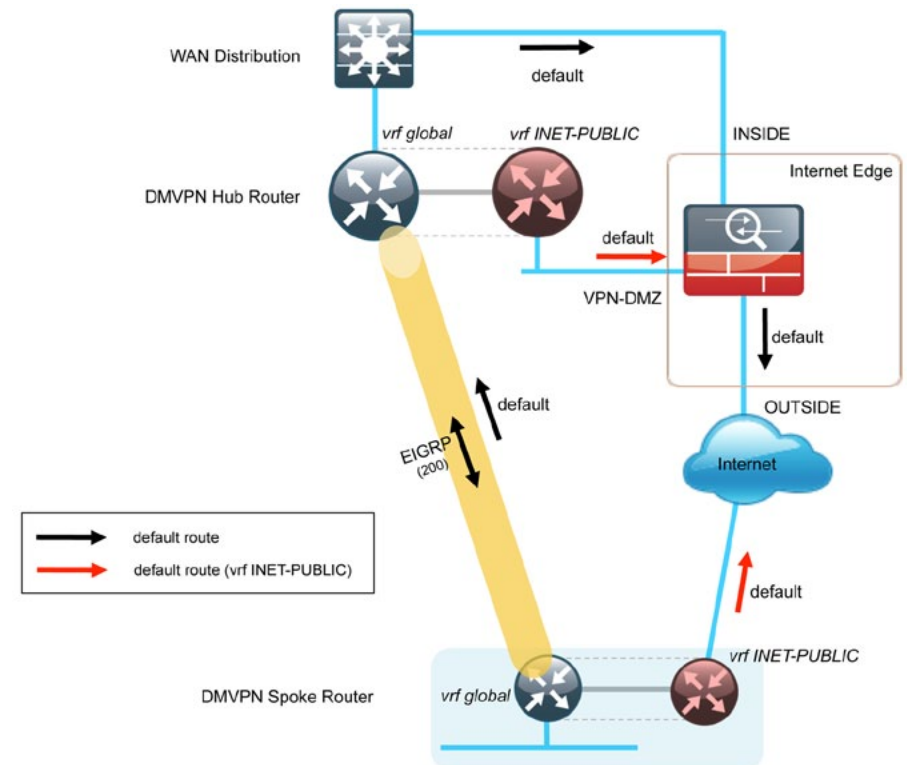 WAN Distribution
default
vrf global
vrf INET-PUBLIC
INSIDE
Internet Edge
DMVPN Hub Router
default
VPN-DMZ
default
default
OUTSIDE
EIGRP
(200)
Internet
default route
default route (vrf INET-PUBLIC)
default
vrf INET-PUBLIC
DMVPN Spoke Router
vrf global